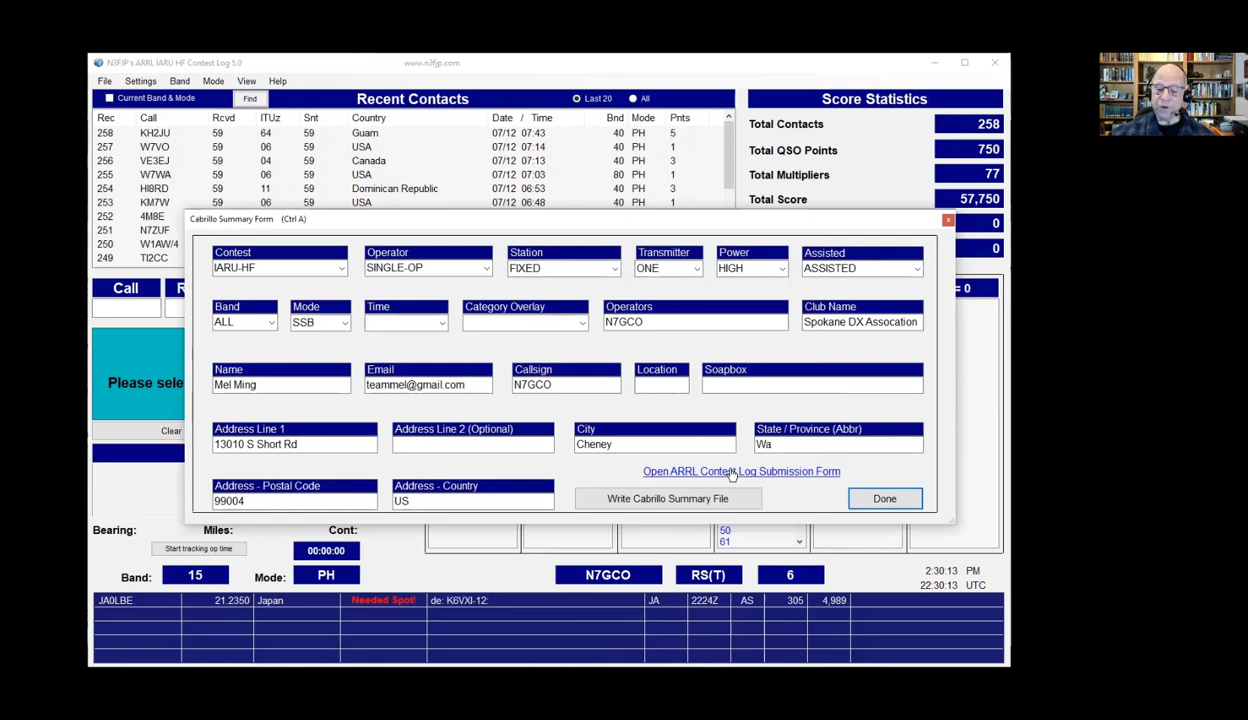 N3FJP's ARRL IARU HF Contest Log 5.0 www.n3fjp.com
File Settings Band Mode View Help
Current Band & Mode Find Recent Contacts Last 20 All Score Statistics
Rec Call Rcvd ITUz Snt Country Date / Time Bnd Mode Pnts
258 KH2JU 59 64 59 Guam 07/12 07:43 40 PH 5
257 W7VO 59 06 59 USA 07/12 07:14 40 PH 1
256 VE3EJ 59 04 59 Canada 07/12 07:13 40 PH 3
255 W7WA 59 06 59 USA 07/12 07:03 80 PH 1
254 HI8RD 59 11 59 Dominican Republic 07/12 06:53 40 PH 3
253 KM7W 59 06 59 USA 07/12 06:48 40 PH 1
252 4M8E
251 N7ZUF
250 W1AW/4
249 TI2CC
Total Contacts 258
Total QSO Points 750
Total Multipliers 77
Total Score 57,750
0
0
Call R = 0
Please sele
Clear
Cabrillo Summary Form (Ctrl A) x
Contest Operator Station Transmitter Power Assisted
IARU-HF SINGLE-OP FIXED ONE HIGH ASSISTED
Band Mode Time Category Overlay Operators Club Name
ALL SSB N7GCO Spokane DX Assocation
Name Email Callsign Location Soapbox
Mel Ming teammel@gmail.com N7GCO
Address Line 1 Address Line 2 (Optional) City State / Province (Abbr)
13010 S Short Rd Cheney Wa
Open ARRL Contest Log Submission Form
Address - Postal Code Address - Country
99004 US Write Cabrillo Summary File Done
Bearing: Miles: Cont: 50
Start tracking op time 00:00:00 61
Band: 15 Mode: PH N7GCO RS(T) 6 2:30:13 PM
22:30:13 UTC
JA0LBE 21.2350 Japan Needed Spot! de: K6VXI-12: JA 2224Z AS 305 4,989